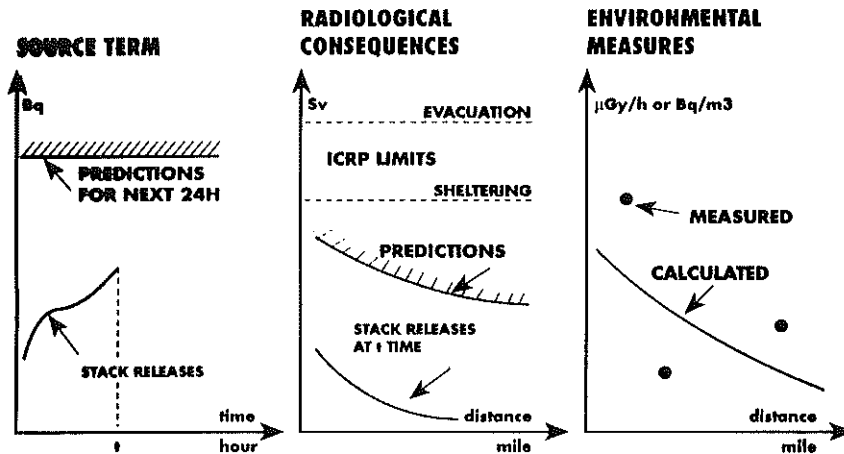 SOURCE TERM
Bq
PREDICTIONS
FOR NEXT 24H
STACK RELEASES
time
t
hour
RADIOLOGICAL
CONSEQUENCES
Sv
EVACUATION
ICRP LIMITS
SHELTERING
PREDICTIONS
STACK RELEASES
AT t TIME
distance
mile
ENVIRONMENTAL
MEASURES
μGy/h or Bq/m3
MEASURED
CALCULATED
distance
mile